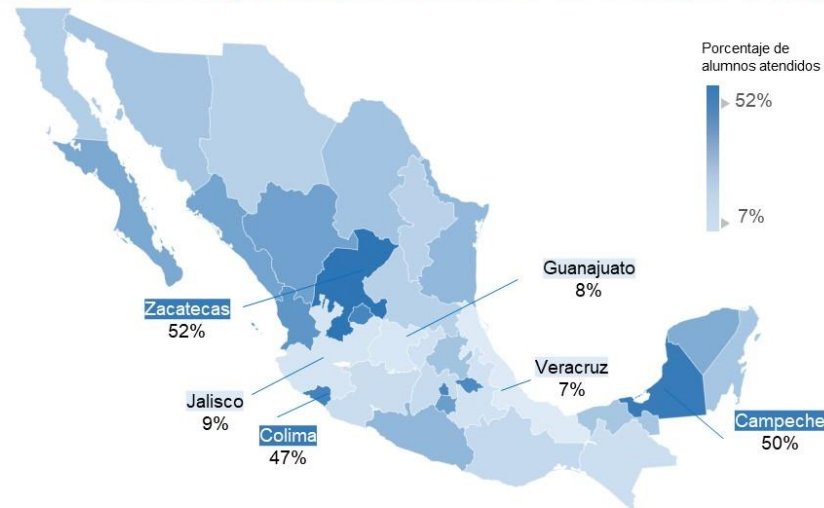 Porcentaje de
alumnos atendidos
52%
7%
Guanajuato
8%
Zacatecas
52%
Veracruz
7%
Jalisco
9%
Colima
47%
Campeche
50%